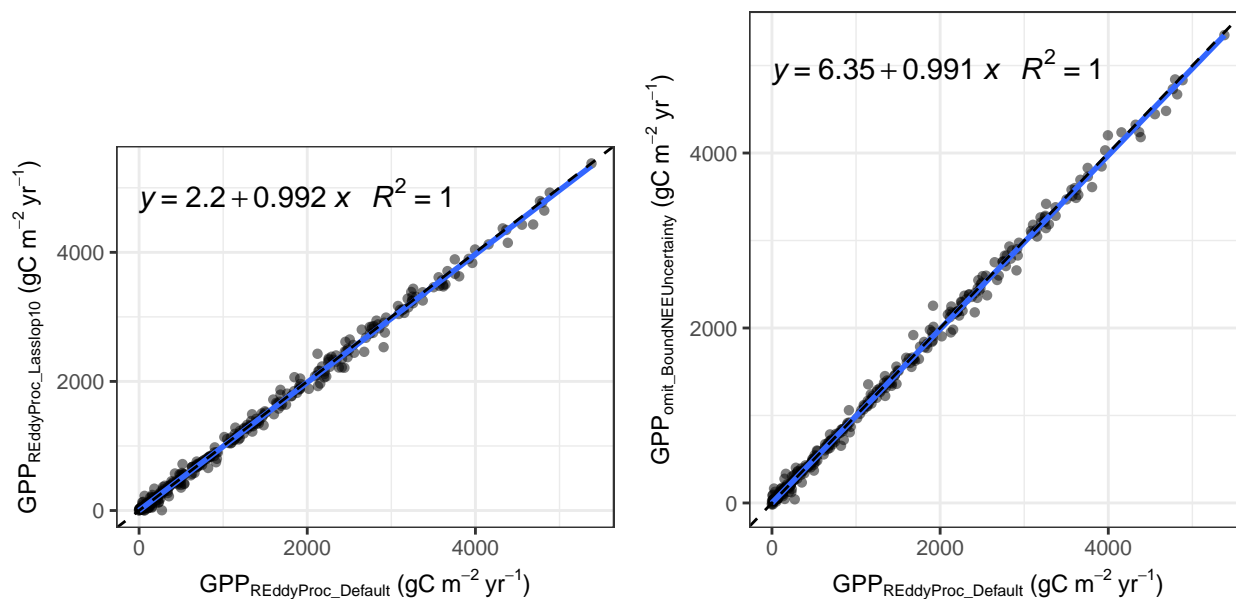 y = 2.2 + 0.992 x R² = 1
GPP_REddyProc_Lasslop10 (gC m⁻² yr⁻¹)
4000
2000
0
0 2000 4000
GPP_REddyProc_Default (gC m⁻² yr⁻¹)
y = 6.35 + 0.991 x R² = 1
GPP_omit_BoundNEEUncertainty (gC m⁻² yr⁻¹)
4000
2000
0
0 2000 4000
GPP_REddyProc_Default (gC m⁻² yr⁻¹)